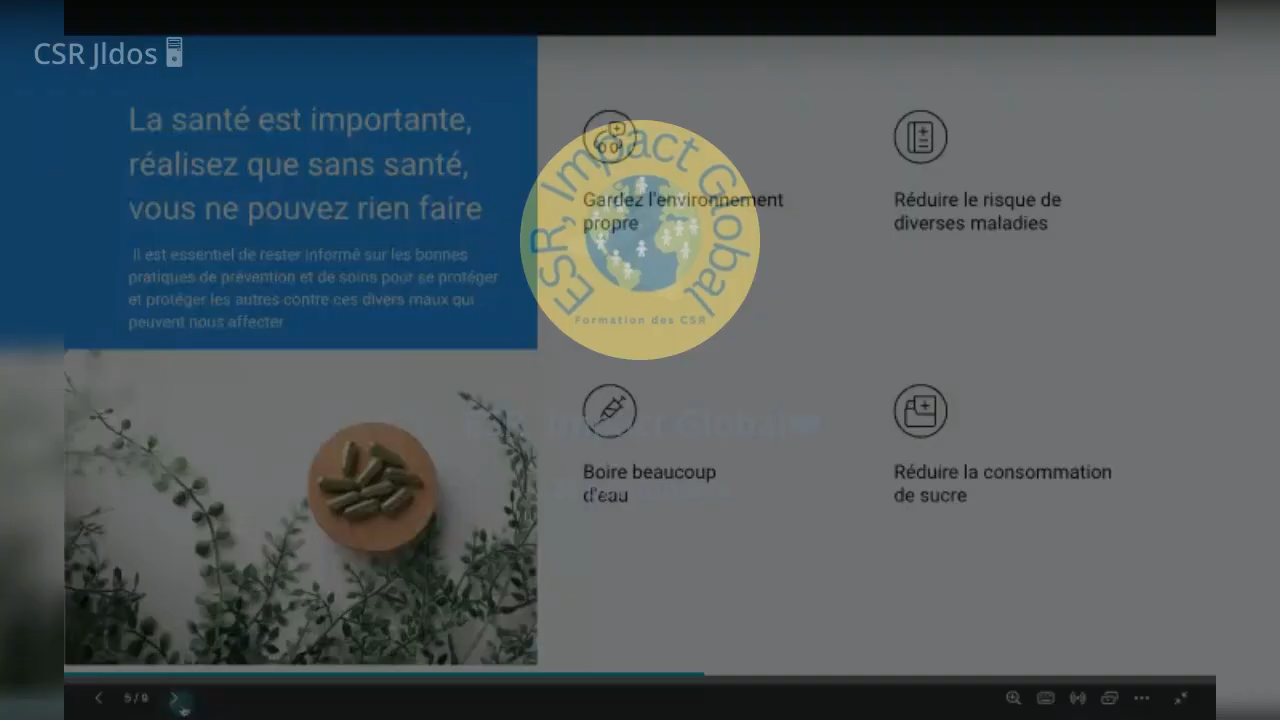 CSR Jldos
La santé est importante,
réalisez que sans santé,
vous ne pouvez rien faire
Il est essentiel de rester informé sur les bonnes
pratiques de prévention et de soins pour se protéger
et protéger les autres contre ces divers maux qui
peuvent nous affecter
ESR, Impact Global
Formation des CSR
Gardez l'environnement
propre
Réduire le risque de
diverses maladies
ESR, Impact Global
Boire beaucoup
d'eau
Réduire la consommation
de sucre
5 / 9